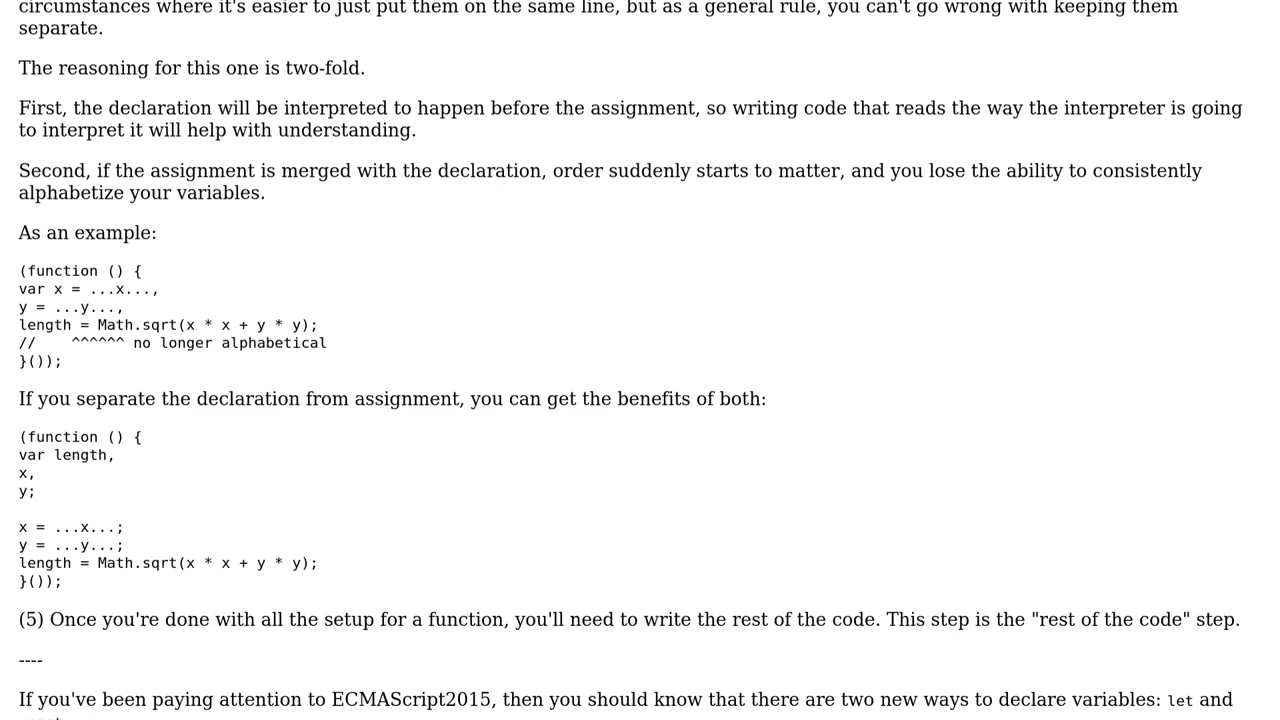 circumstances where it's easier to just put them on the same line, but as a general rule, you can't go wrong with keeping them
separate.
The reasoning for this one is two-fold.
First, the declaration will be interpreted to happen before the assignment, so writing code that reads the way the interpreter is going
to interpret it will help with understanding.
Second, if the assignment is merged with the declaration, order suddenly starts to matter, and you lose the ability to consistently
alphabetize your variables.
As an example:
(function () {
var x = ...x...,
y = ...y...,
length = Math.sqrt(x * x + y * y);
//    ^^^^^^ no longer alphabetical
}());
If you separate the declaration from assignment, you can get the benefits of both:
(function () {
var length,
x,
y;
x = ...x...;
y = ...y...;
length = Math.sqrt(x * x + y * y);
}());
(5) Once you're done with all the setup for a function, you'll need to write the rest of the code. This step is the "rest of the code" step.
----
If you've been paying attention to ECMAScript2015, then you should know that there are two new ways to declare variables: let and